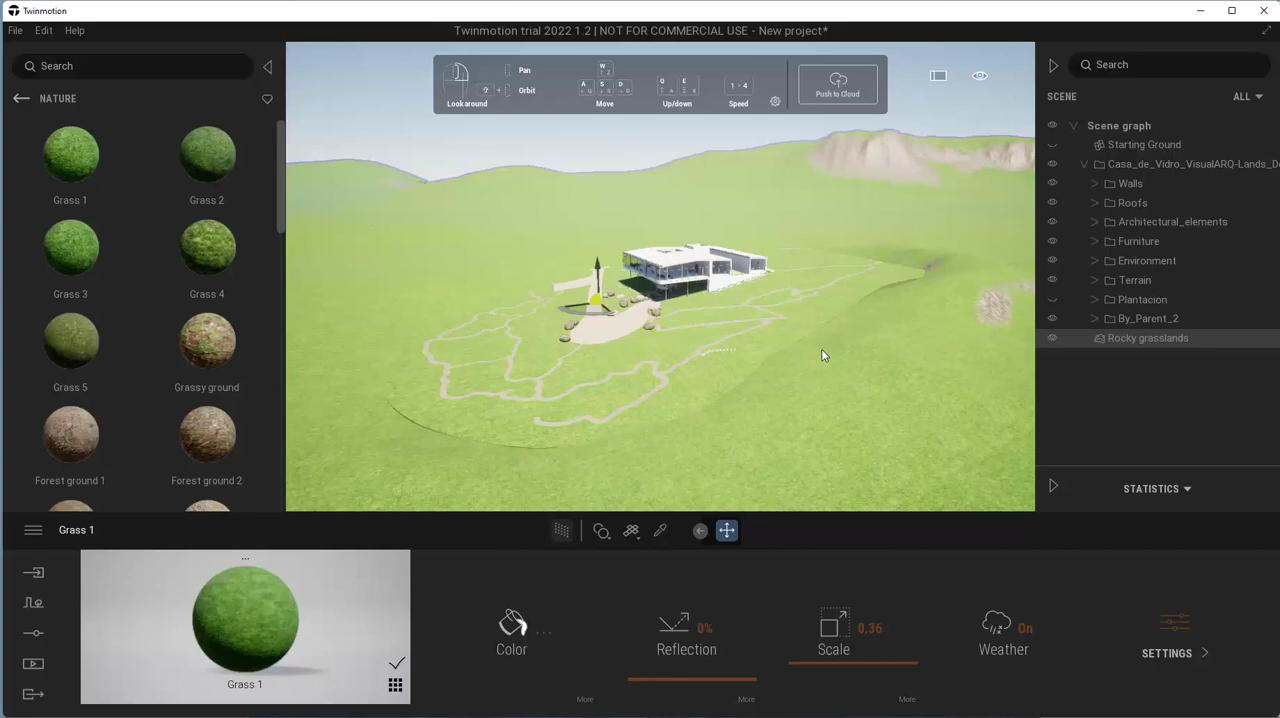 Twinmotion
File Edit Help
Twinmotion trial 2022.1.2 | NOT FOR COMMERCIAL USE - New project*
Search
NATURE
Grass 1
Grass 2
Grass 3
Grass 4
Grass 5
Grassy ground
Forest ground 1
Forest ground 2
Look around
Pan
Orbit
W
A S D
Move
Q E
Up/down
1 > 4
Speed
Push to Cloud
Search
SCENE
ALL
Scene graph
Starting Ground
Casa_de_Vidro_VisualARQ-Lands_D
Walls
Roofs
Architectural_elements
Furniture
Environment
Terrain
Plantacion
By_Parent_2
Rocky grasslands
STATISTICS
Grass 1
...
Grass 1
Color
...
More
0%
Reflection
More
0.36
Scale
More
On
Weather
SETTINGS